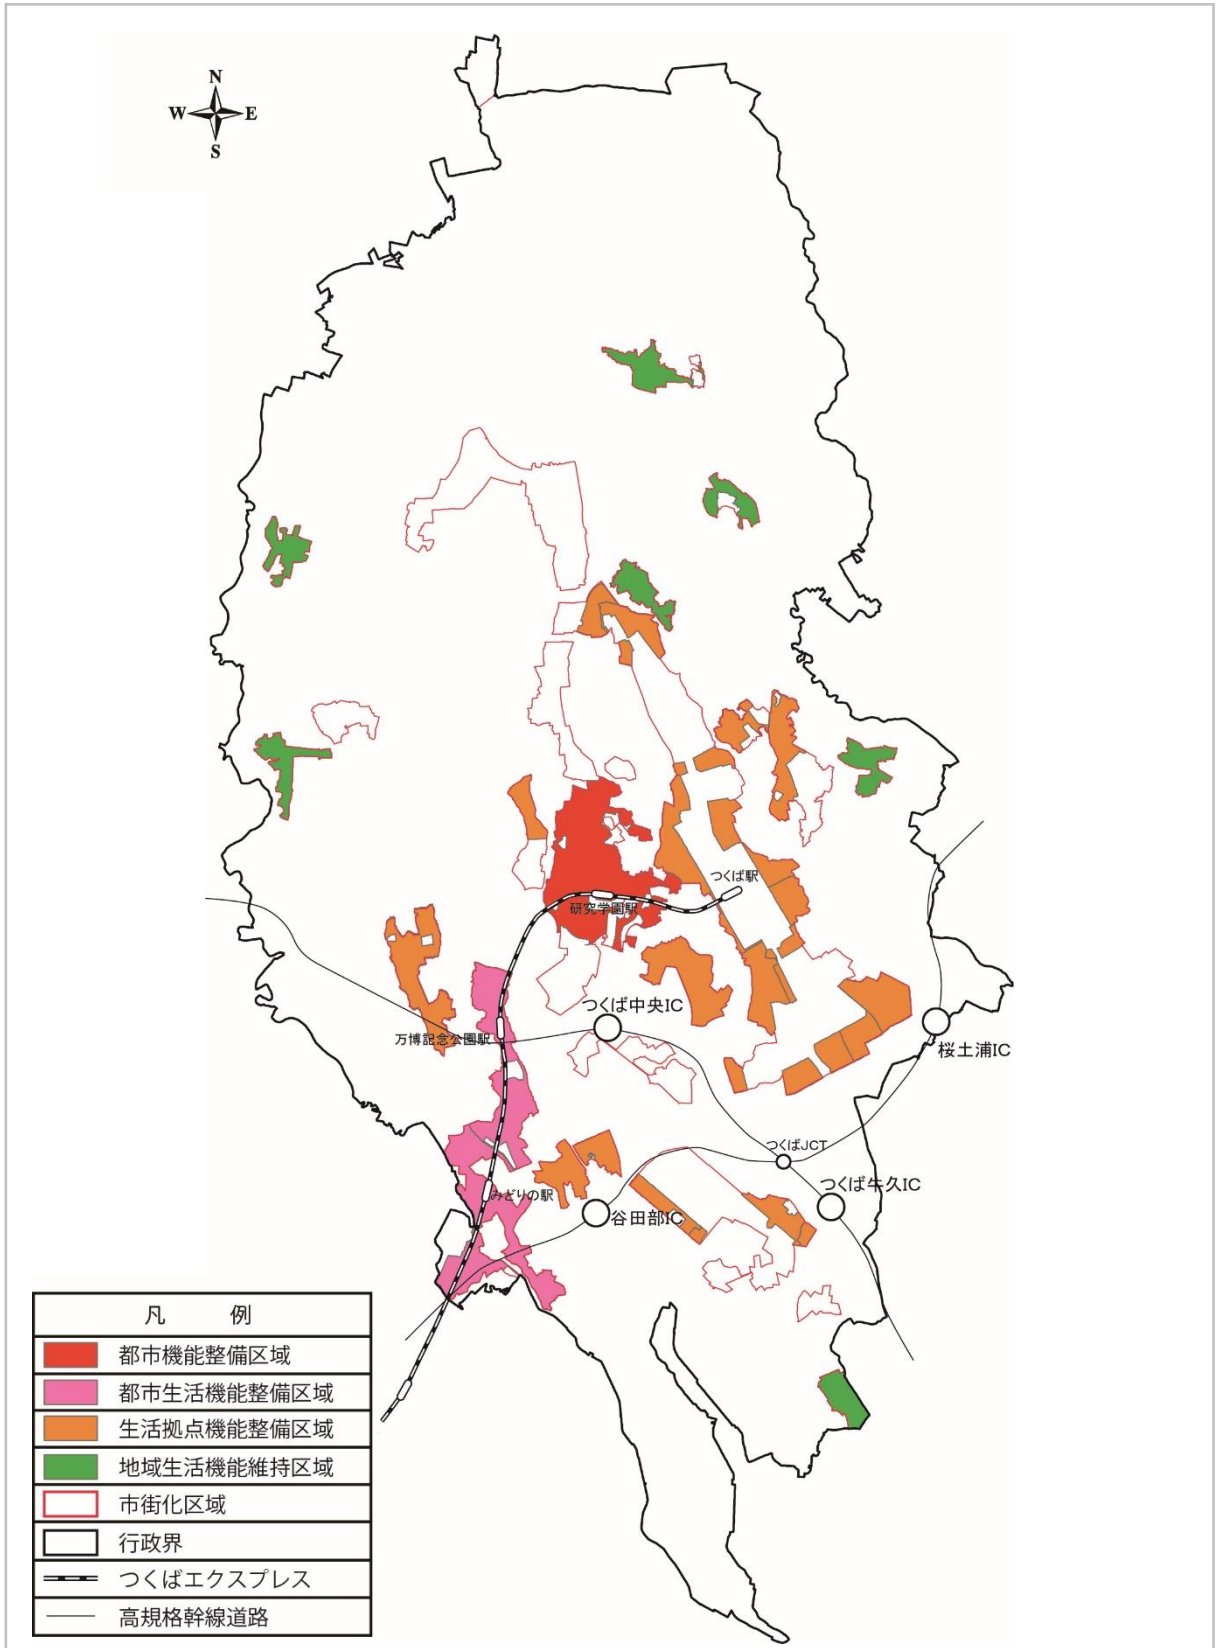 N
W E
S
つくば駅
研究学園駅
つくば中央IC
万博記念公園駅
桜土浦IC
つくばJCT
つくば牛久IC
みどりの駅
谷田部IC
凡 例
都市機能整備区域
都市生活機能整備区域
生活拠点機能整備区域
地域生活機能維持区域
市街化区域
行政界
つくばエクスプレス
高規格幹線道路